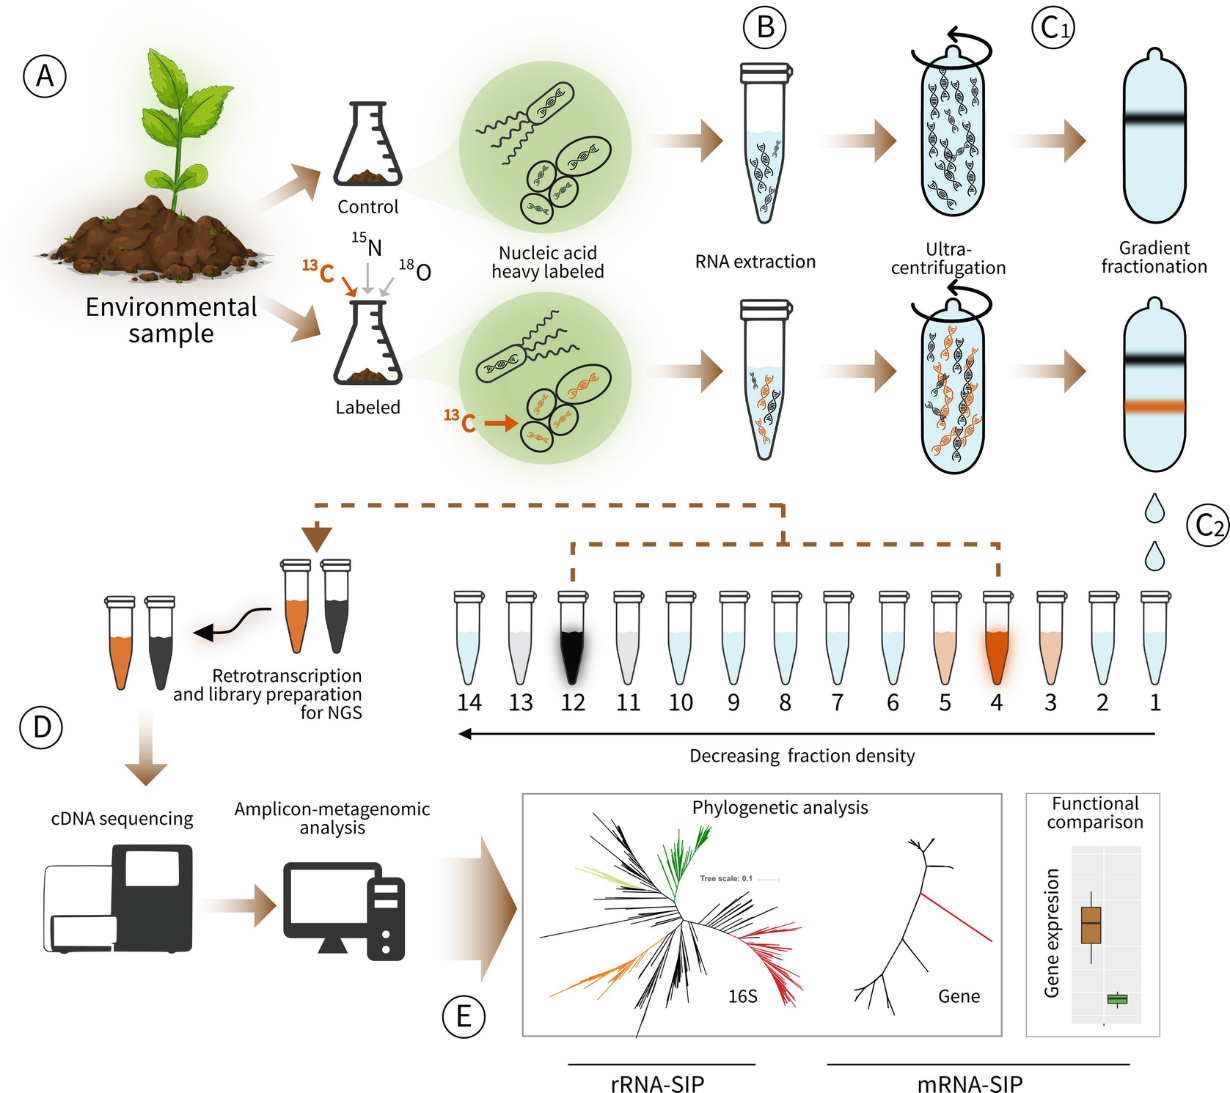 A
B
C1
Control
15N
13C
18O
Environmental
sample
Labeled
Nucleic acid
heavy labeled
13C
RNA extraction
Ultra-
centrifugation
Gradient
fractionation
C2
14 13 12 11 10 9 8 7 6 5 4 3 2 1
Decreasing fraction density
Retrotranscription
and library preparation
for NGS
D
cDNA sequencing
Amplicon-metagenomic
analysis
E
Phylogenetic analysis
Tree scale: 0.1
16S
Gene
Functional
comparison
Gene expresion
rRNA-SIP
mRNA-SIP